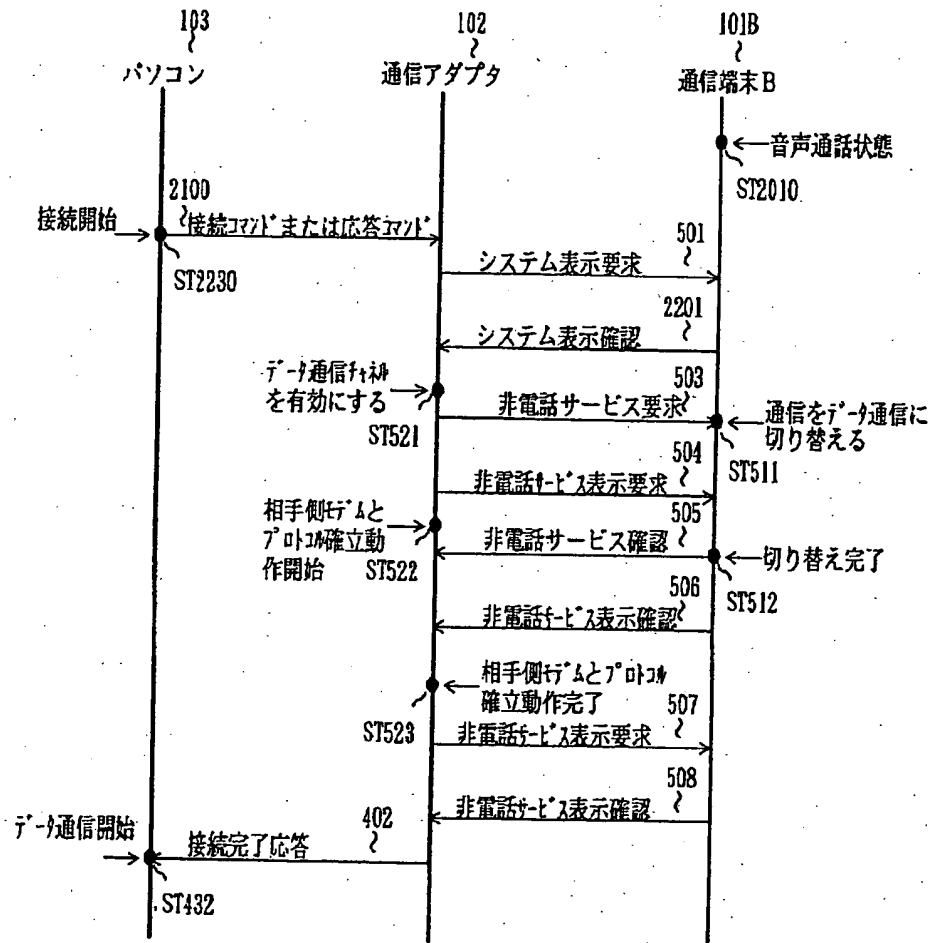 103
102
101B
パソコン
通信アダプタ
通信端末B
音声通話状態
ST2010
2100
接続開始
接続コマンドまたは応答コマンド
ST2230
501
システム表示要求
2201
システム表示確認
データ通信チャネル
を有効にする
ST521
503
非電話サービス要求
通信をデータ通信に
切り替える
ST511
504
非電話サービス表示要求
相手側モデムと
プロトコル確立動
作開始
ST522
505
非電話サービス確認
切り替え完了
ST512
506
非電話サービス表示確認
相手側モデムとプロトコル
確立動作完了
ST523
507
非電話サービス表示要求
508
非電話サービス表示確認
データ通信開始
402
接続完了応答
ST432